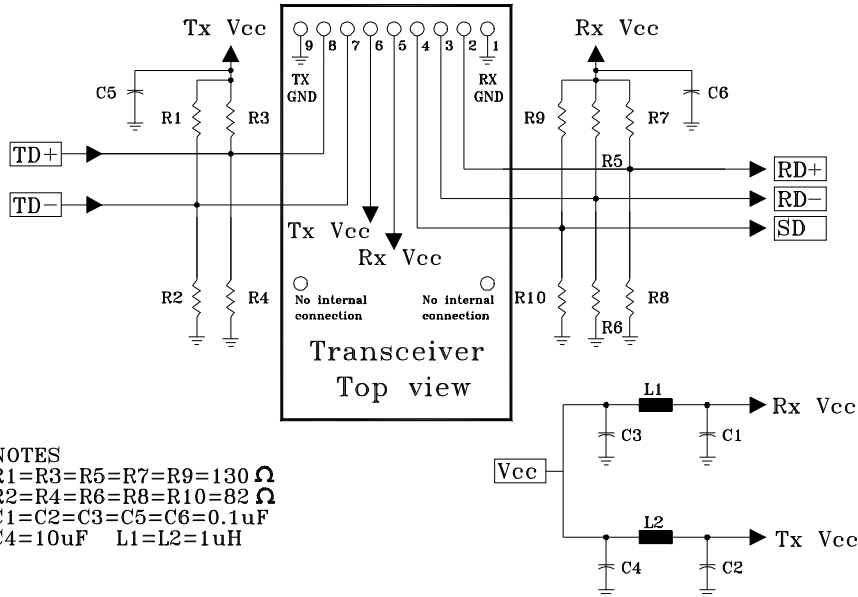 Tx Vcc
Rx Vcc
9 8 7 6 5 4 3 2 1
TX
GND
RX
GND
C5
R1
R3
R9
R7
C6
TD+
R5
RD+
TD-
RD-
SD
Tx Vcc
Rx Vcc
R2
R4
R10
R8
R6
No internal
connection
No internal
connection
Transceiver
Top view
L1
Rx Vcc
C3
C1
Vcc
L2
Tx Vcc
C4
C2
NOTES
R1=R3=R5=R7=R9=130 Ω
R2=R4=R6=R8=R10=82 Ω
C1=C2=C3=C5=C6=0.1uF
C4=10uF L1=L2=1uH